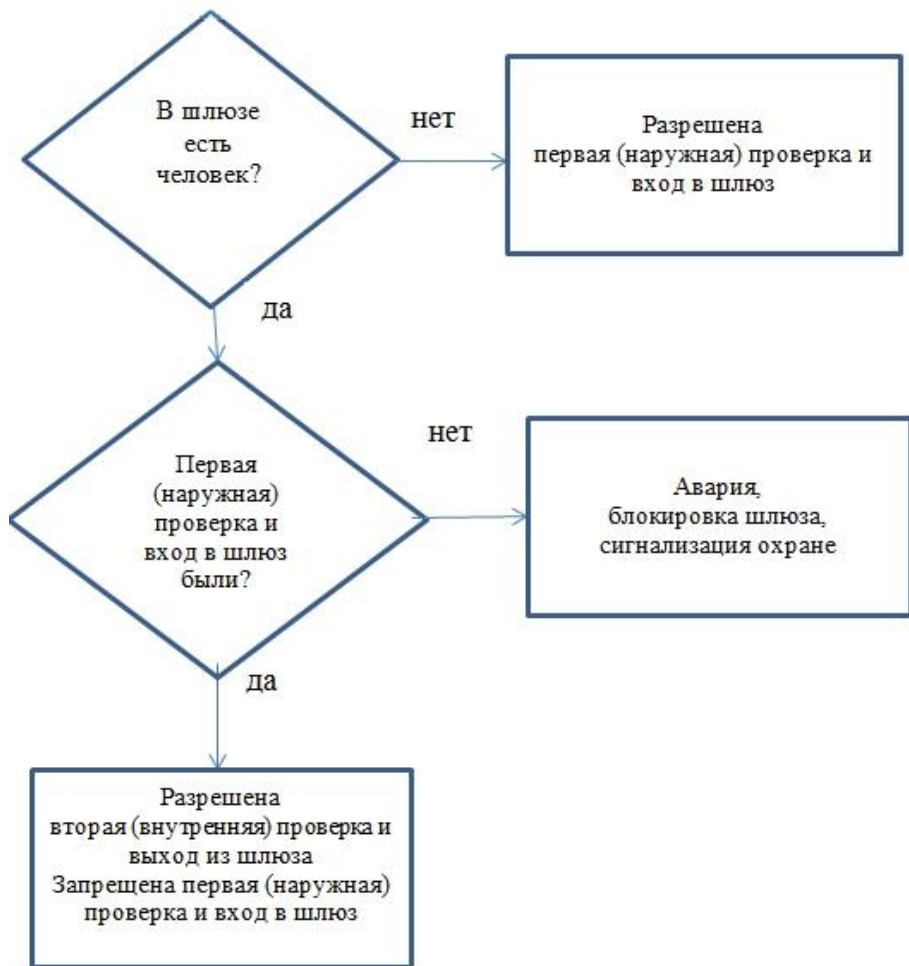 В шлюзе
есть
человек?
нет
Разрешена
первая (наружная) проверка и
вход в шлюз
да
Первая
(наружная)
проверка и
вход в шлюз
были?
нет
Авария,
блокировка шлюза,
сигнализация охране
да
Разрешена
вторая (внутренняя) проверка и
выход из шлюза
Запрещена первая (наружная)
проверка и вход в шлюз